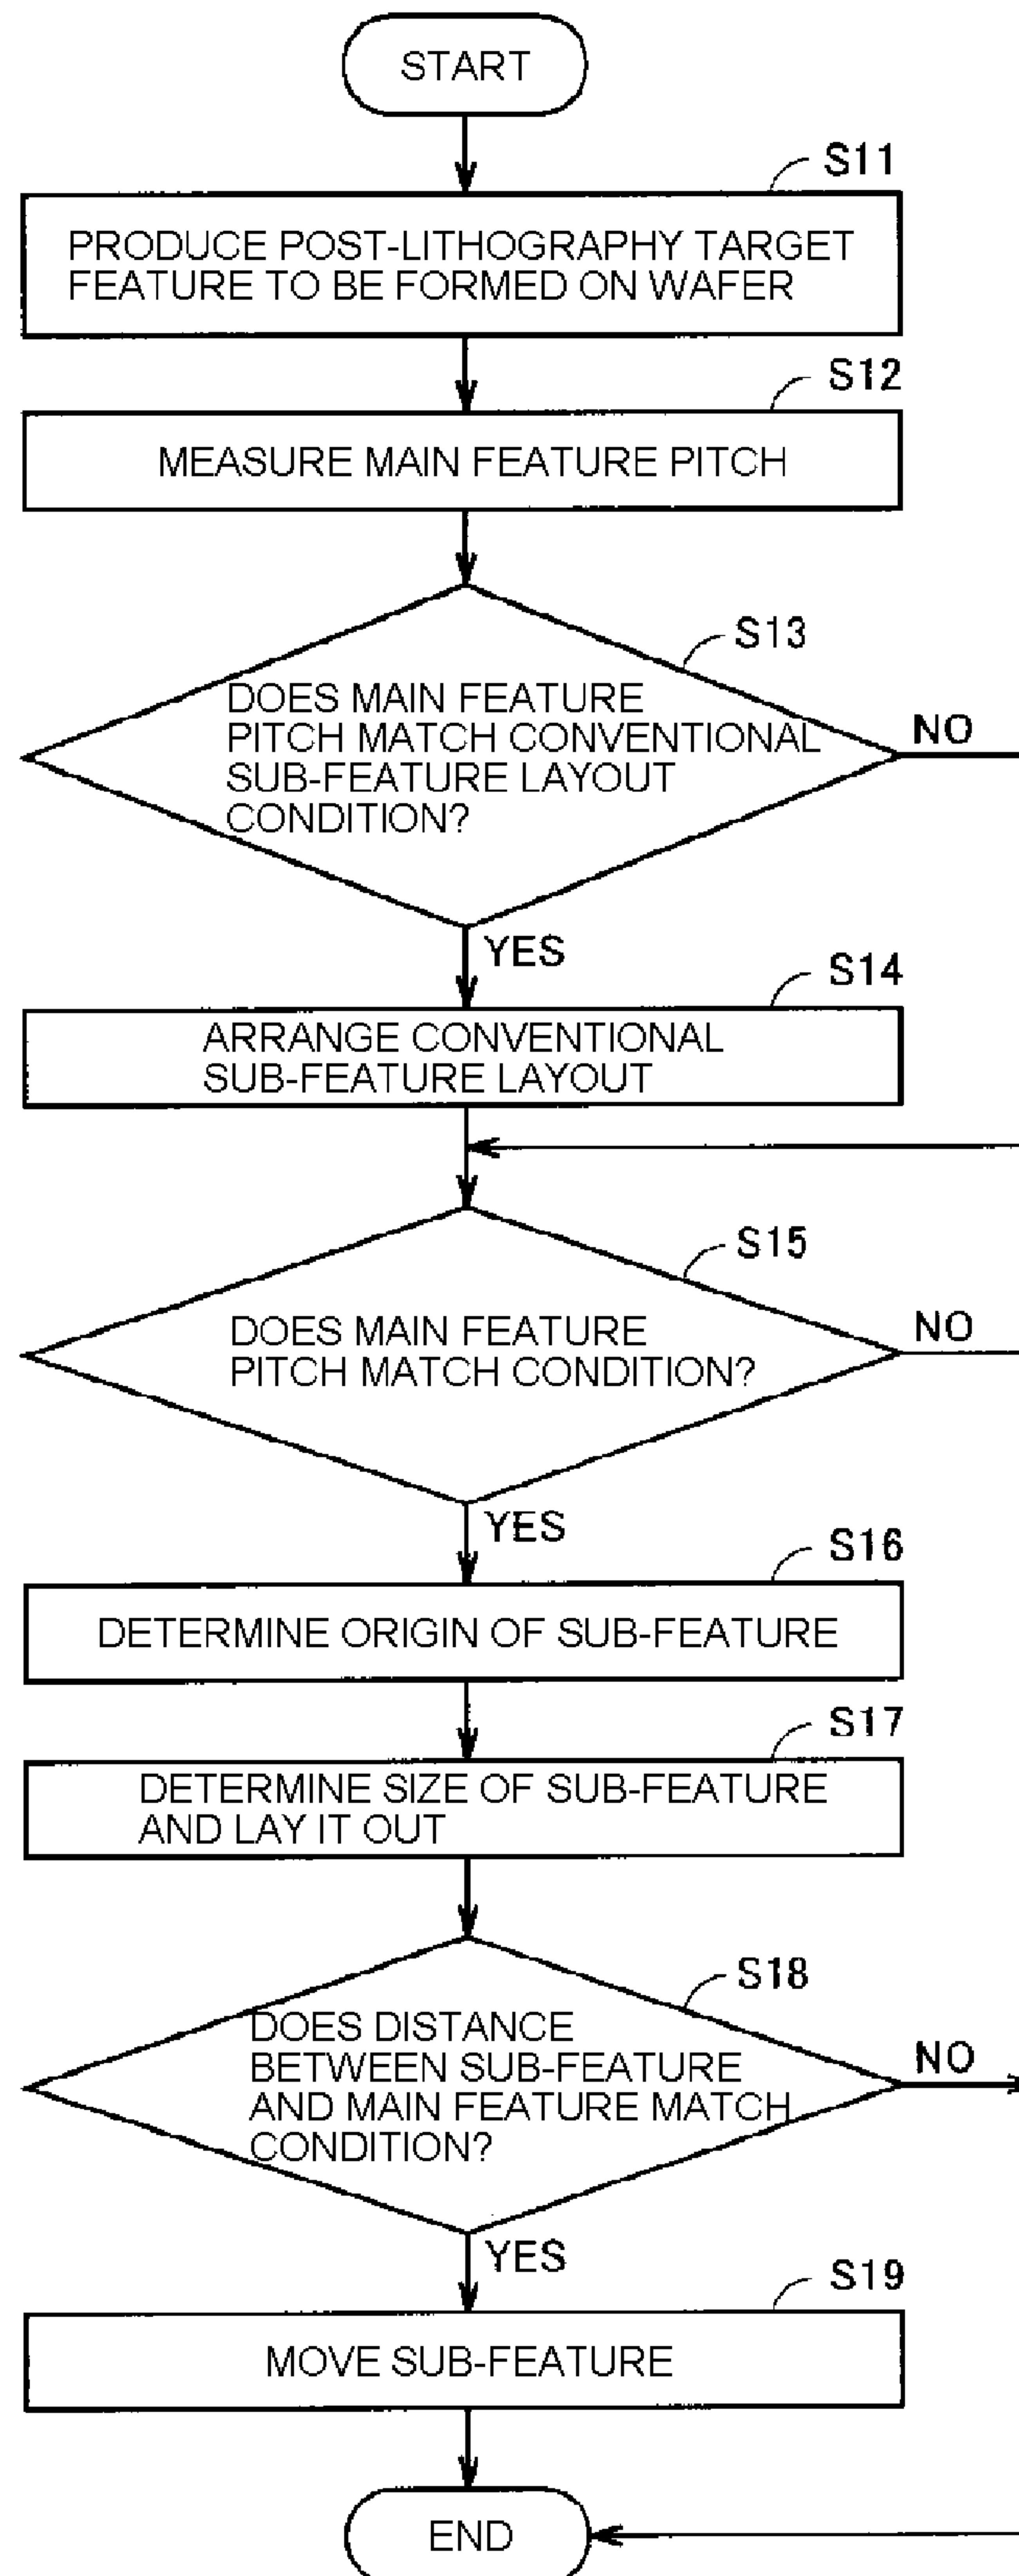 START
S11
PRODUCE POST-LITHOGRAPHY TARGET
FEATURE TO BE FORMED ON WAFER
S12
MEASURE MAIN FEATURE PITCH
S13
DOES MAIN FEATURE
PITCH MATCH CONVENTIONAL
SUB-FEATURE LAYOUT
CONDITION?
NO
YES
S14
ARRANGE CONVENTIONAL
SUB-FEATURE LAYOUT
S15
DOES MAIN FEATURE
PITCH MATCH CONDITION?
NO
YES
S16
DETERMINE ORIGIN OF SUB-FEATURE
S17
DETERMINE SIZE OF SUB-FEATURE
AND LAY IT OUT
S18
DOES DISTANCE
BETWEEN SUB-FEATURE
AND MAIN FEATURE MATCH
CONDITION?
NO
YES
S19
MOVE SUB-FEATURE
END